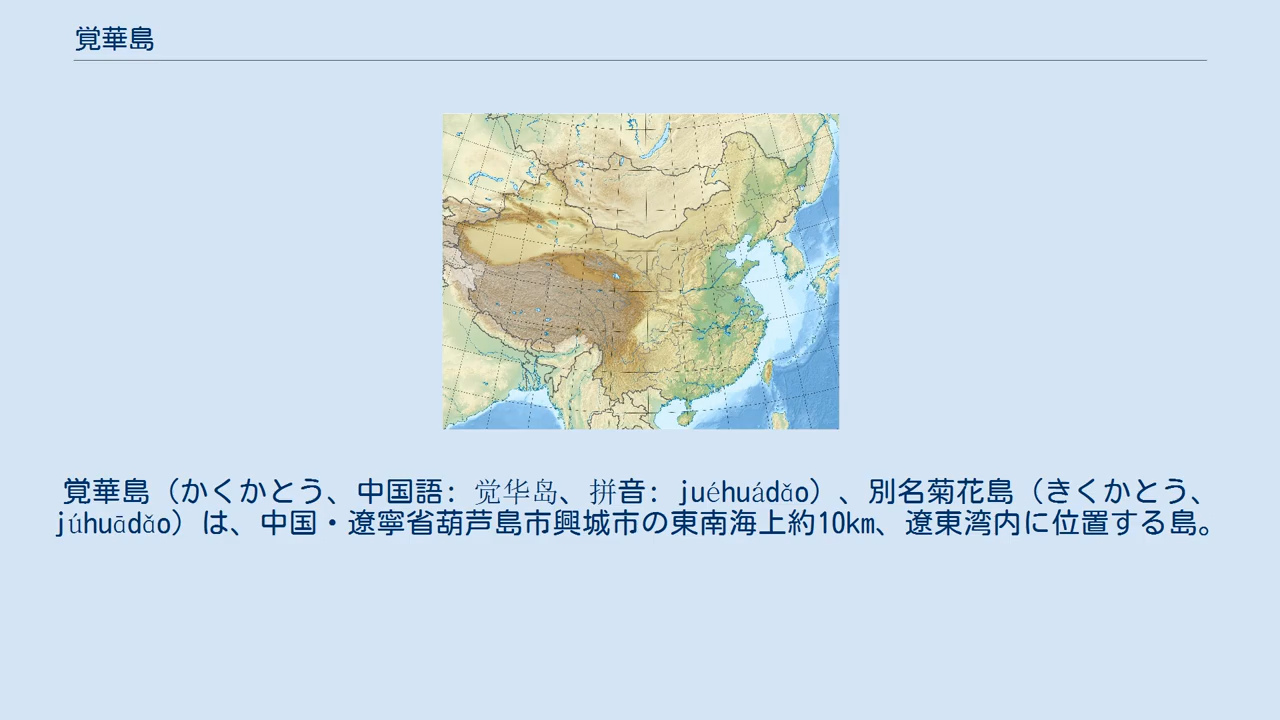 覚華島
覚華島（かくかとう、中国語: 觉华岛、拼音: juéhuádǎo）、別名菊花島（きくかとう、
júhuādǎo）は、中国・遼寧省葫芦島市興城市の東南海上約10km、遼東湾内に位置する島。